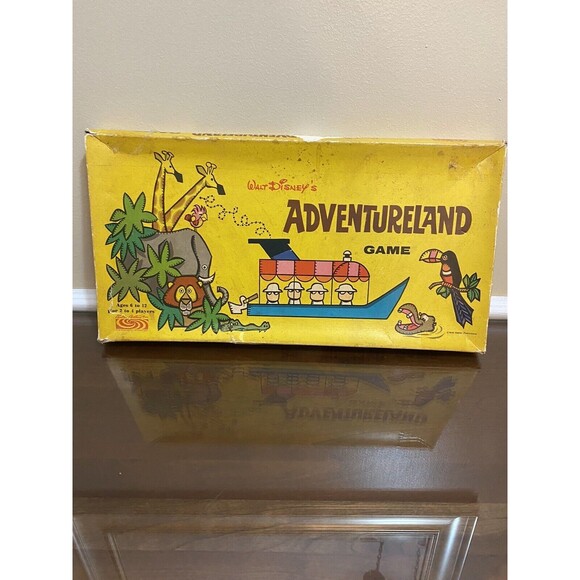 Walt Disney's
ADVENTURELAND
GAME
Ages 6 to 12
for 2 to 4 players